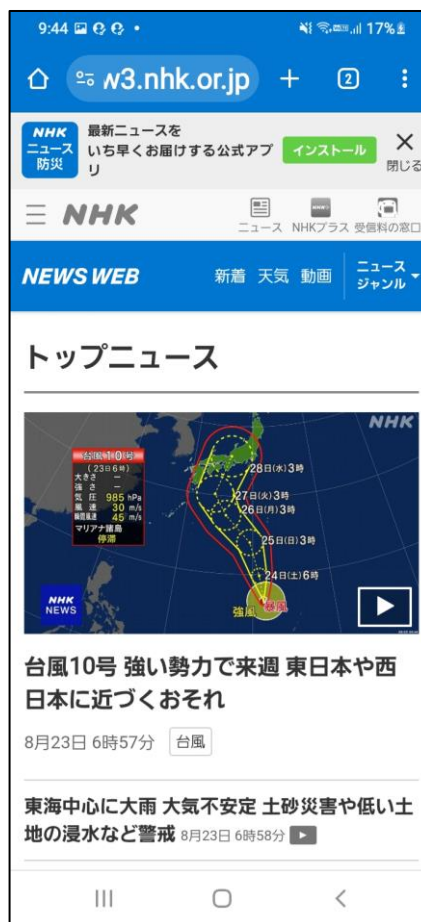 9:44
17%
w3.nhk.or.jp
2
NHK
ニュース
防災
最新ニュースを
いち早くお届けする公式アプ
リ
インストール
閉じる
NHK
ニュース
NHKプラス
受信料の窓口
NEWS WEB
新着 天気 動画
ニュース
ジャンル
トップニュース
NHK
台風10号
(23日6時)
大きさ -
強さ -
気圧 985 hPa
風速 30 m/s
瞬間風速 45 m/s
マリアナ諸島
停滞
28日(水)3時
27日(火)3時
26日(月)3時
25日(日)3時
24日(土)6時
強風
暴風
NHK
NEWS
台風10号 強い勢力で来週 東日本や西
日本に近づくおそれ
8月23日 6時57分 台風
東海中心に大雨 大気不安定 土砂災害や低い土
地の浸水など警戒 8月23日 6時58分